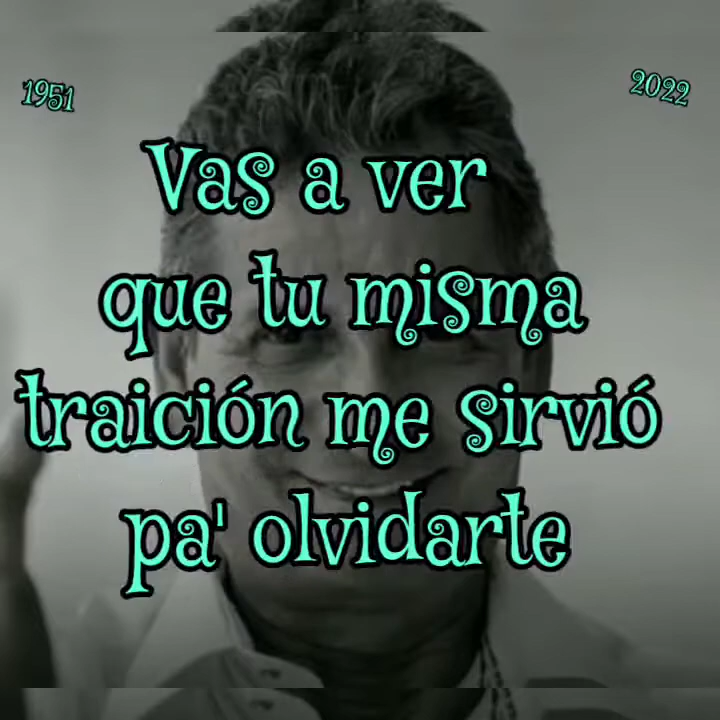 1951
2022
Vas a ver
que tu misma
traición me sirvió
pa' olvidarte